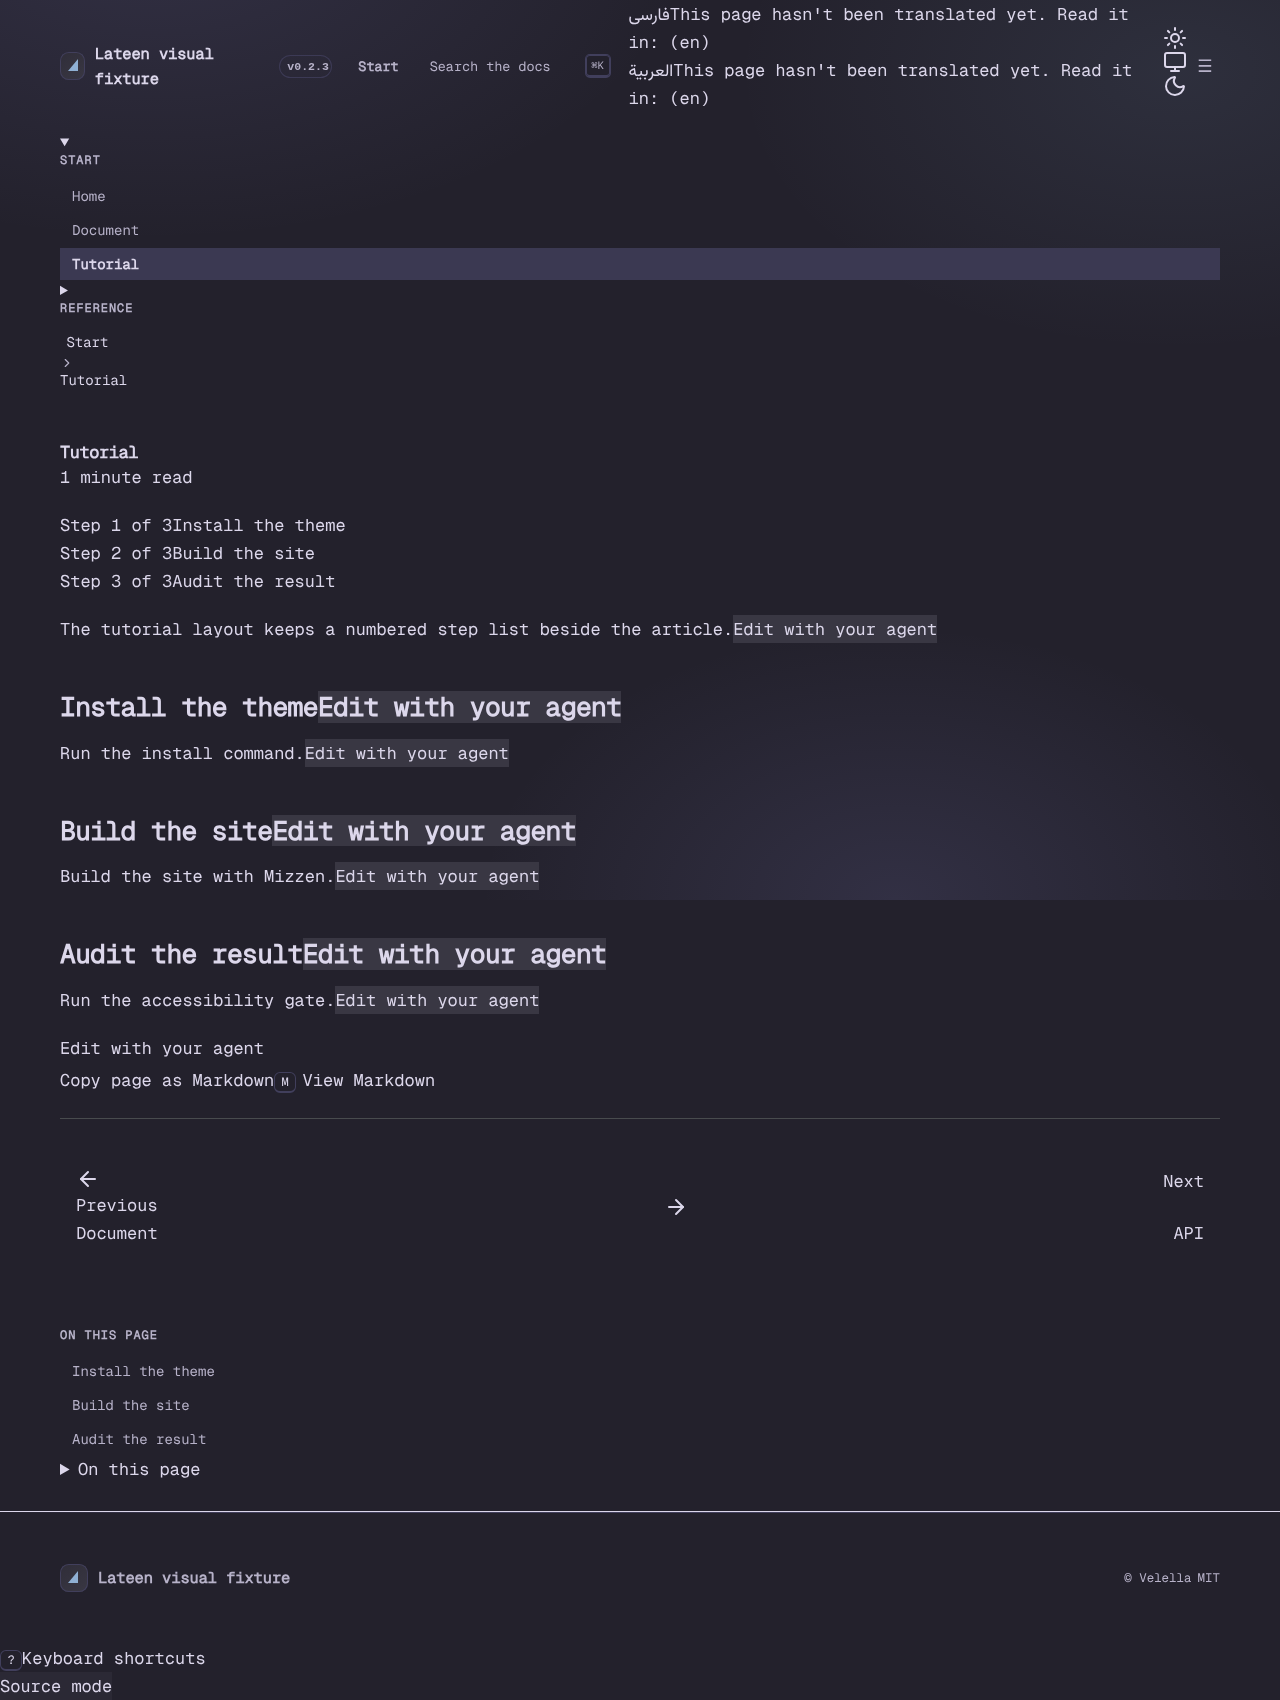 Lateen visual
fixture
v0.2.3
Start
Search the docs
⌘K
فارسیThis page hasn't been translated yet. Read it
in: (en)
العربيةThis page hasn't been translated yet. Read it
in: (en)
START
Home
Document
Tutorial
REFERENCE
Start
Tutorial
Tutorial
1 minute read
Step 1 of 3Install the theme
Step 2 of 3Build the site
Step 3 of 3Audit the result
The tutorial layout keeps a numbered step list beside the article.Edit with your agent
Install the themeEdit with your agent
Run the install command.Edit with your agent
Build the siteEdit with your agent
Build the site with Mizzen.Edit with your agent
Audit the resultEdit with your agent
Run the accessibility gate.Edit with your agent
Edit with your agent
Copy page as Markdown M View Markdown
Previous
Document
Next
API
ON THIS PAGE
Install the theme
Build the site
Audit the result
On this page
Lateen visual fixture
© Velella MIT
? Keyboard shortcuts
Source mode